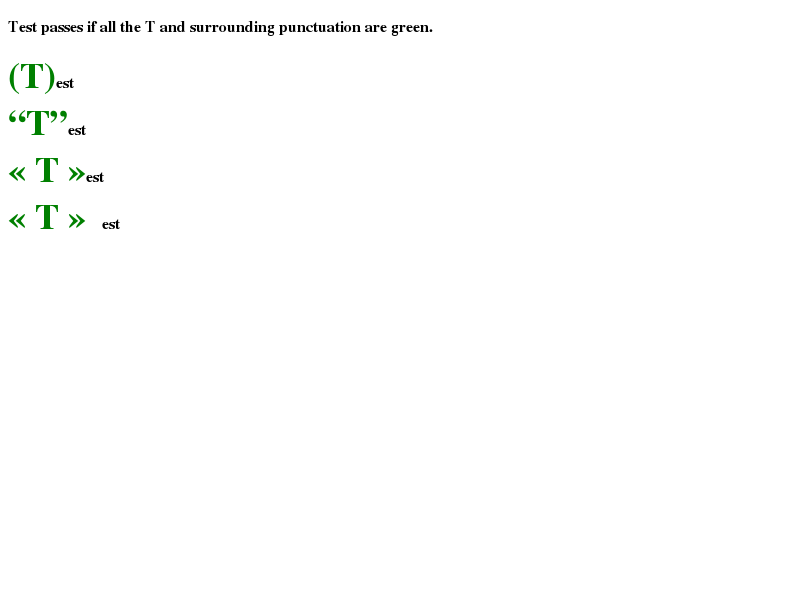 Test passes if all the T and surrounding punctuation are green.
(T)est
“T”est
« T »est
« T » est